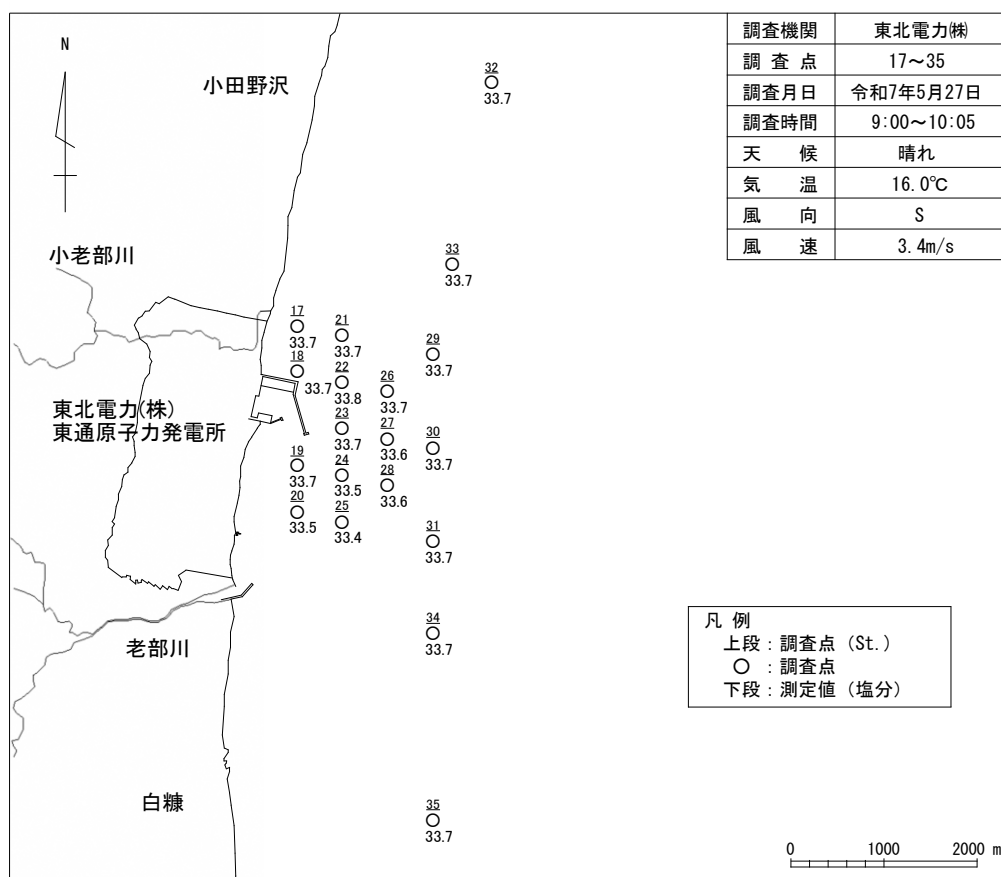 調査機関 東北電力㈱
調査点 17～35
調査月日 令和7年5月27日
調査時間 9:00～10:05
天候 晴れ
気温 16.0℃
風向 S
風速 3.4m/s
N
小田野沢
32
33.7
小老部川
33
33.7
17
33.7
21
33.7
29
33.7
18
33.7
22
33.8
26
33.7
東北電力(株)
東通原子力発電所
23
33.7
27
33.6
30
33.7
19
33.7
24
33.5
28
33.6
20
33.5
25
33.4
31
33.7
34
33.7
老部川
凡例
上段：調査点（St.）
○：調査点
下段：測定値（塩分）
白糠
35
33.7
0 1000 2000 m